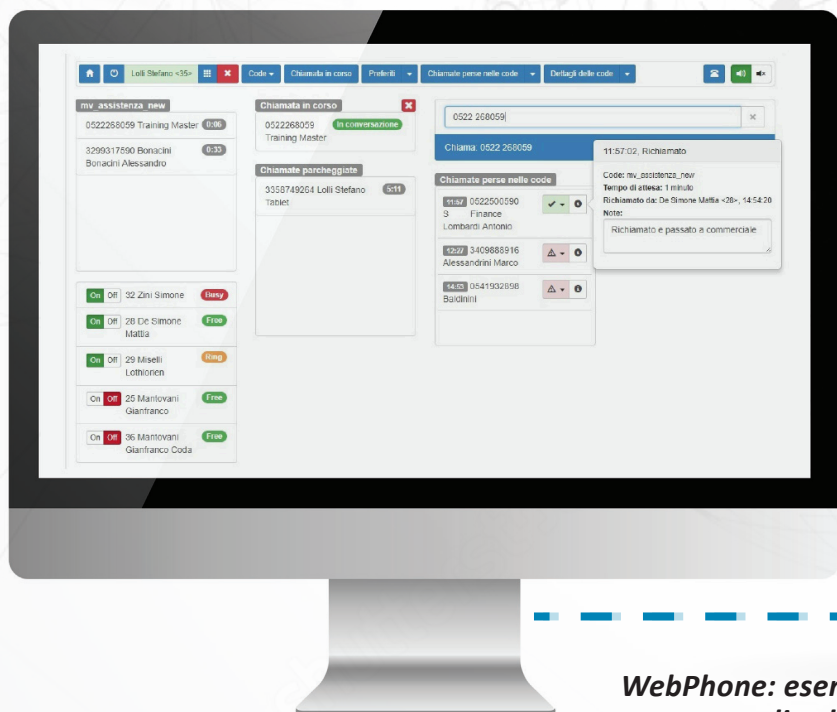 Lolli Stefano <35> Code Chiamata in corso Preferiti Chiamate perse nelle code Dettagli delle code
mv_assistenza_new
0522268059 Training Master 0:06
3299317590 Bonacini 0:33
Bonacini Alessandro
On Off 32 Zini Simone Busy
On Off 28 De Simone Free
Mattia
On Off 29 Miselli Ring
Lothlorien
On Off 25 Mantovani Free
Gianfranco
On Off 36 Mantovani Free
Gianfranco Coda
Chiamata in corso
0522268059 In conversazione
Training Master
Chiamate parcheggiate
3358749264 Lolli Stefano 5:11
Tablet
0522 268059
Chiama: 0522 268059
Chiamate perse nelle code
11:57 0522500590
S Finance
Lombardi Antonio
12:27 3409888916
Alessandrini Marco
14:53 0541932898
Baldinini
11:57:02, Richiamato
Code: mv_assistenza_new
Tempo di attesa: 1 minuto
Richiamato da: De Simone Mattia <28>, 14:54:20
Note:
Richiamato e passato a commerciale
WebPhone: